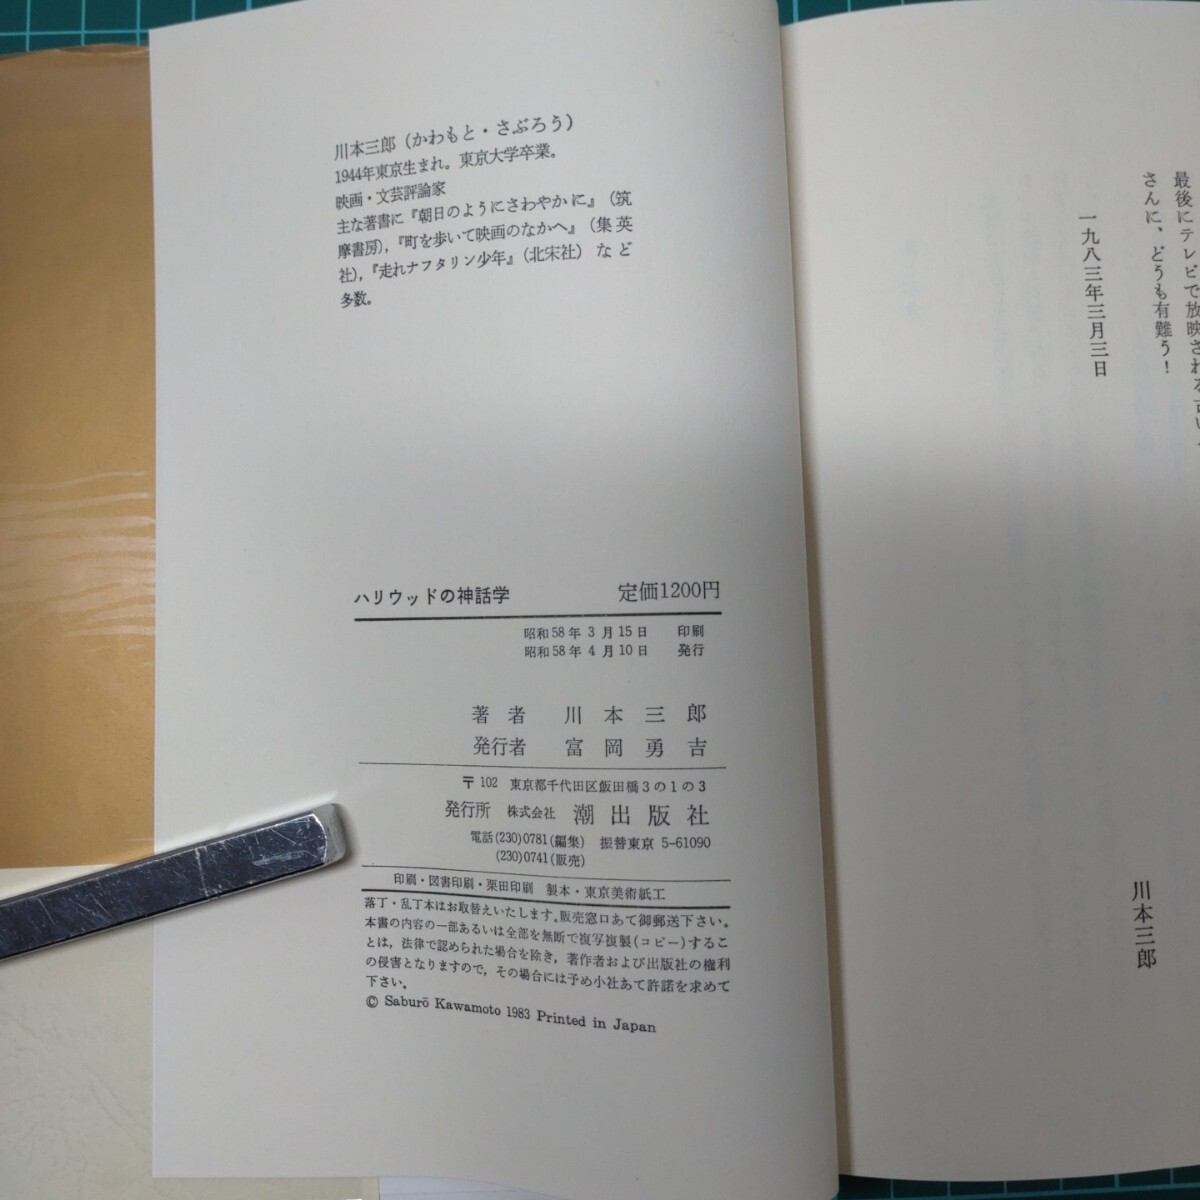 川本三郎（かわもと・さぶろう）
1944年東京生まれ。東京大学卒業。
映画・文芸評論家
主な著書に『朝日のようにさわやかに』（筑
摩書房），『町を歩いて映画のなかへ』（集英
社），『走れナフタリン少年』（北宋社）など
多数。
ハリウッドの神話学 定価1200円
昭和58年3月15日 印刷
昭和58年4月10日 発行
著者 川本三郎
発行者 富岡勇吉
〒102 東京都千代田区飯田橋3の1の3
発行所 株式会社 潮出版社
電話(230)0781(編集) 振替東京 5-61090
(230)0741(販売)
印刷・図書印刷・栗田印刷 製本・東京美術紙工
落丁・乱丁本はお取替えいたします。販売窓口あて御郵送下さい。
本書の内容の一部あるいは全部を無断で複写複製(コピー)するこ
とは，法律で認められた場合を除き，著作者および出版社の権利
の侵害となりますので，その場合には予め小社あて許諾を求めて
下さい。
© Saburō Kawamoto 1983 Printed in Japan
最後にテレビで放映される古い
さんに、どうも有難う！
一九八三年三月三日
川本三郎